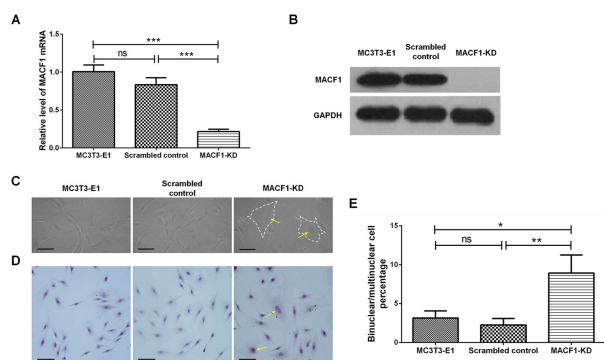 A
Relative level of MACF1 mRNA
1.5
1.0
0.5
0.0
***
ns
***
MC3T3-E1
Scrambled control
MACF1-KD
B
MC3T3-E1
Scrambled
control
MACF1-KD
MACF1
GAPDH
C
MC3T3-E1
Scrambled
control
MACF1-KD
D
E
Binuclear/multinuclear cell
percentage
15
10
5
0
*
ns
**
MC3T3-E1
Scrambled control
MACF1-KD